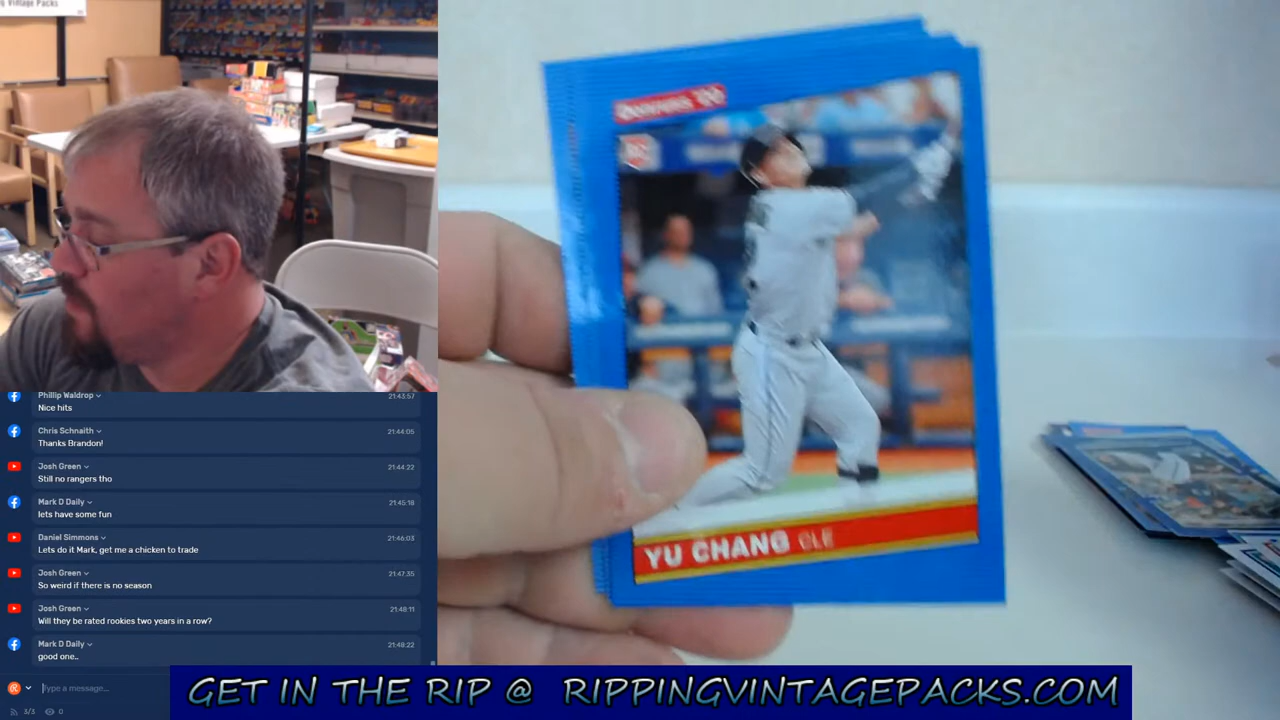 g Vintage Packs
Donruss '86
YU CHANG CLE
Phillip Waldrop
21:43:57
Nice hits
Chris Schnaith
21:44:05
Thanks Brandon!
Josh Green
21:44:22
Still no rangers tho
Mark D Daily
21:45:18
lets have some fun
Daniel Simmons
21:46:03
Lets do it Mark, get me a chicken to trade
Josh Green
21:47:35
So weird if there is no season
Josh Green
21:48:11
Will they be rated rookies two years in a row?
Mark D Daily
21:48:22
good one..
Type a message...
3/3 0
GET IN THE RIP @ RIPPINGVINTAGEPACKS.COM